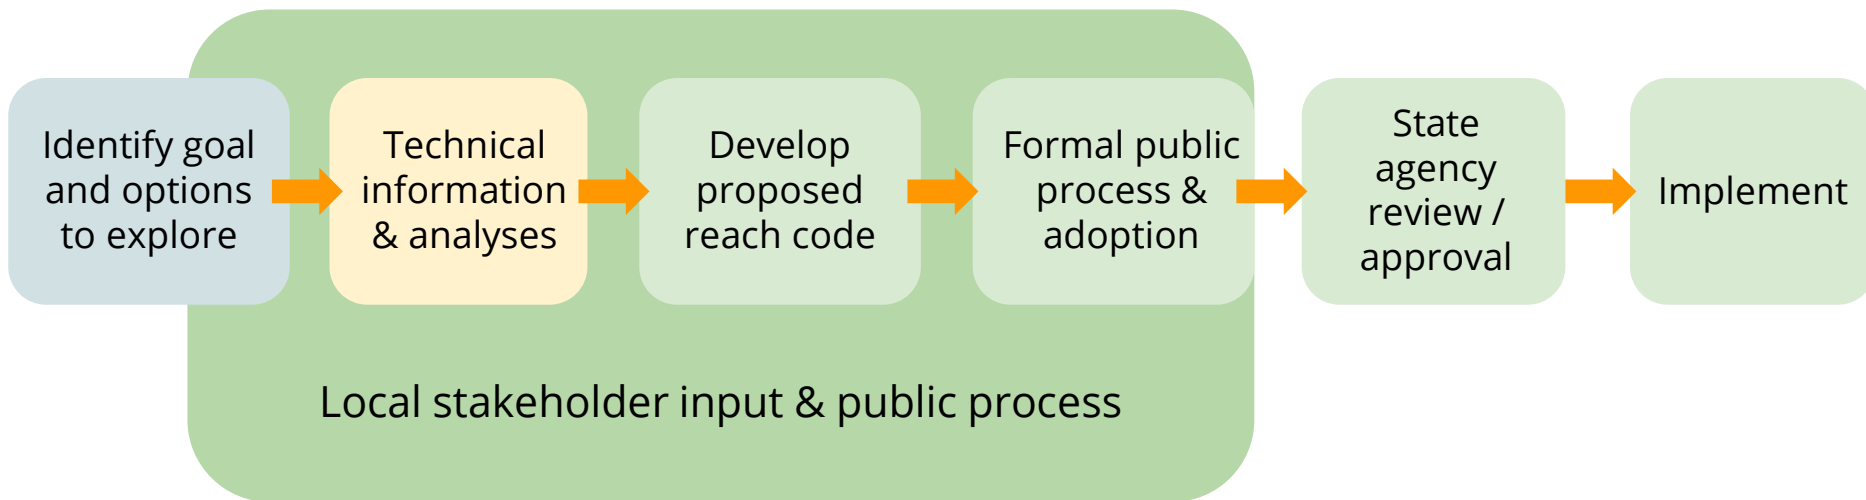 Identify goal
and options
to explore
Technical
information
& analyses
Develop
proposed
reach code
Formal public
process &
adoption
State
agency
review /
approval
Implement
Local stakeholder input & public process